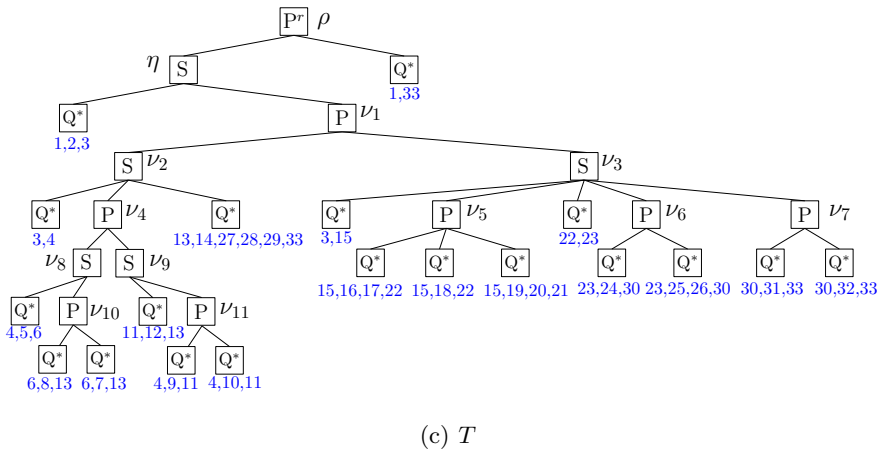 Pʳ ρ
η S Q*
1,33
Q* P ν₁
1,2,3
S ν₂ S ν₃
Q* P ν₄ Q* Q* P ν₅ Q* P ν₆ P ν₇
3,4 13,14,27,28,29,33 3,15 22,23
ν₈ S S ν₉ Q* Q* Q* Q* Q* Q* Q*
15,16,17,22 15,18,22 15,19,20,21 23,24,30 23,25,26,30 30,31,33 30,32,33
Q* P ν₁₀ Q* P ν₁₁
4,5,6 11,12,13
Q* Q* Q* Q*
6,8,13 6,7,13 4,9,11 4,10,11
(c) T